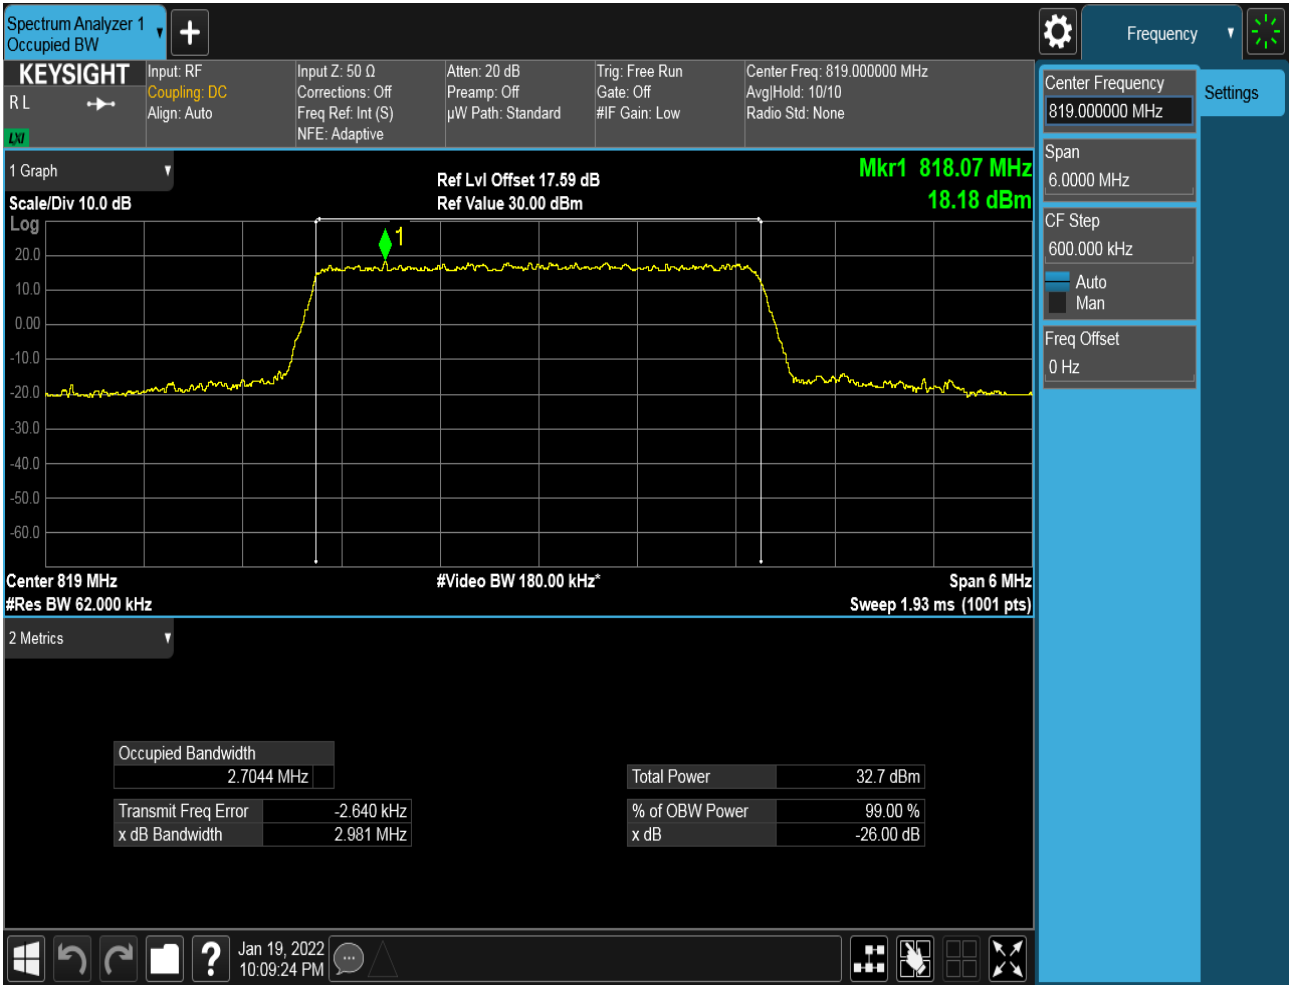 Spectrum Analyzer 1
Occupied BW
Frequency
KEYSIGHT
R L
LXI
Input: RF
Coupling: DC
Align: Auto
Input Z: 50 Ω
Corrections: Off
Freq Ref: Int (S)
NFE: Adaptive
Atten: 20 dB
Preamp: Off
µW Path: Standard
Trig: Free Run
Gate: Off
#IF Gain: Low
Center Freq: 819.000000 MHz
Avg|Hold: 10/10
Radio Std: None
Center Frequency
819.000000 MHz
Settings
Span
6.0000 MHz
CF Step
600.000 kHz
Auto
Man
Freq Offset
0 Hz
1 Graph
Scale/Div 10.0 dB
Ref Lvl Offset 17.59 dB
Ref Value 30.00 dBm
Mkr1 818.07 MHz
18.18 dBm
Log
1
20.0
10.0
0.00
-10.0
-20.0
-30.0
-40.0
-50.0
-60.0
Center 819 MHz
#Video BW 180.00 kHz*
Span 6 MHz
#Res BW 62.000 kHz
Sweep 1.93 ms (1001 pts)
2 Metrics
Occupied Bandwidth
2.7044 MHz
Transmit Freq Error -2.640 kHz
x dB Bandwidth 2.981 MHz
Total Power 32.7 dBm
% of OBW Power 99.00 %
x dB -26.00 dB
?
Jan 19, 2022
10:09:24 PM